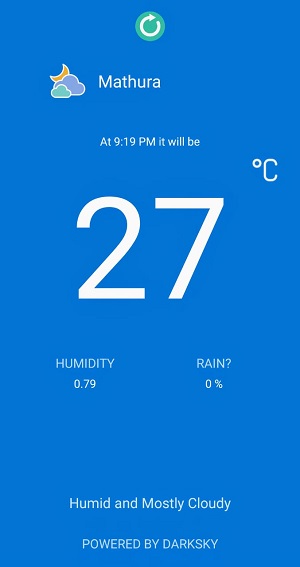 Mathura
At 9:19 PM it will be
°C
27
HUMIDITY RAIN?
0.79 0 %
Humid and Mostly Cloudy
POWERED BY DARKSKY